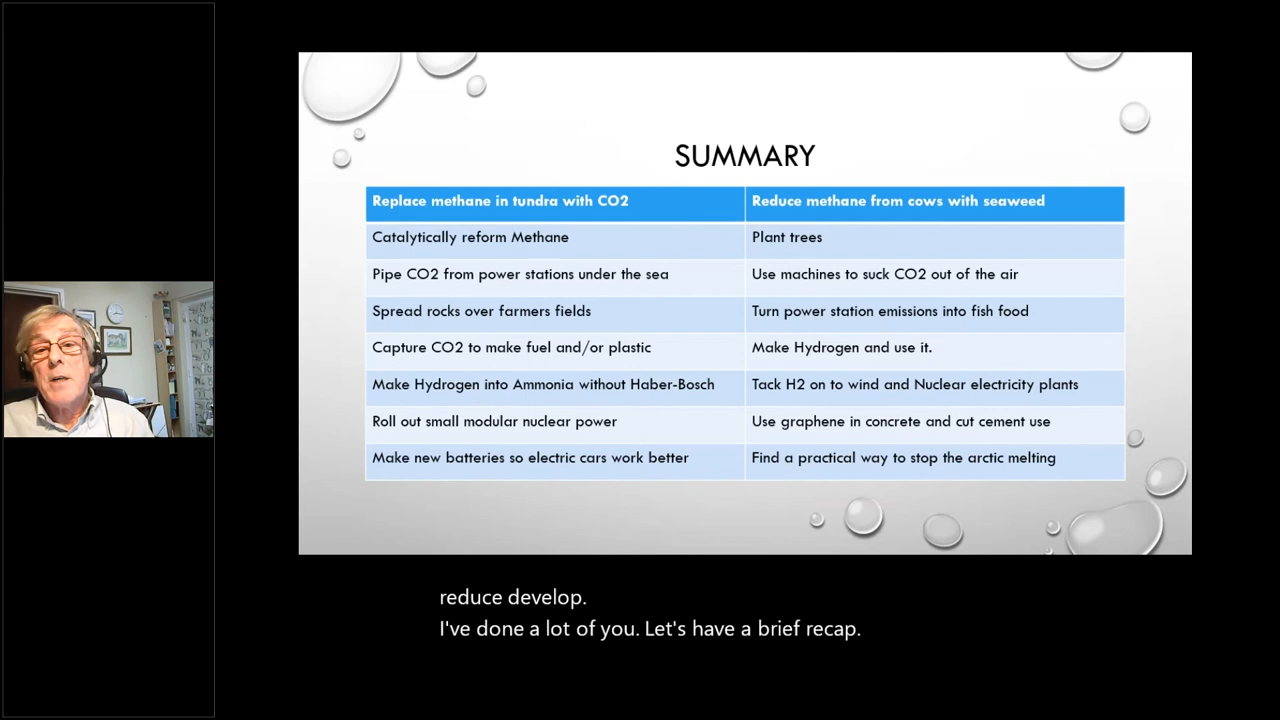 SUMMARY
Replace methane in tundra with CO2
Reduce methane from cows with seaweed
Catalytically reform Methane
Plant trees
Pipe CO2 from power stations under the sea
Use machines to suck CO2 out of the air
Spread rocks over farmers fields
Turn power station emissions into fish food
Capture CO2 to make fuel and/or plastic
Make Hydrogen and use it.
Make Hydrogen into Ammonia without Haber-Bosch
Tack H2 on to wind and Nuclear electricity plants
Roll out small modular nuclear power
Use graphene in concrete and cut cement use
Make new batteries so electric cars work better
Find a practical way to stop the arctic melting
reduce develop.
I've done a lot of you. Let's have a brief recap.